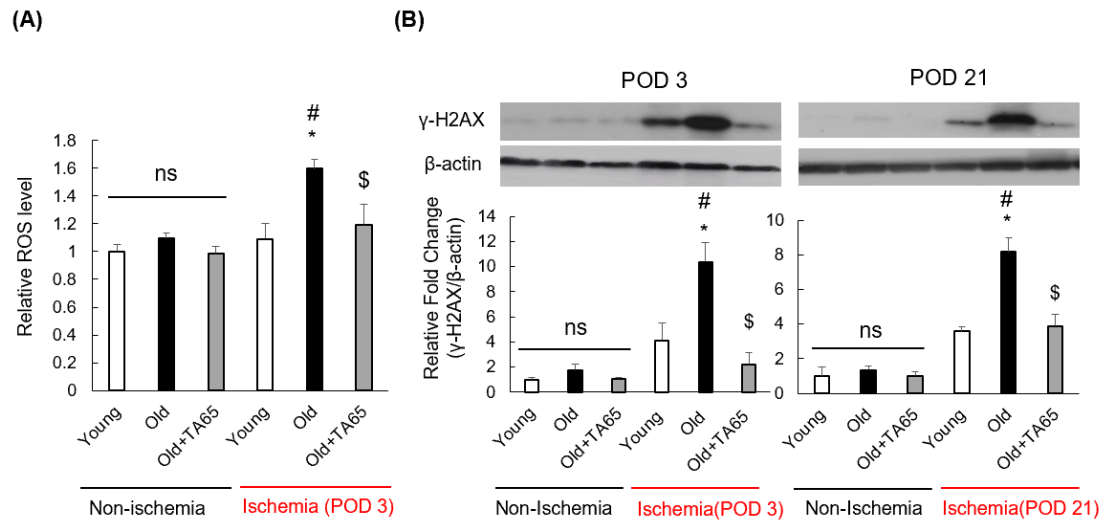 (A)
Relative ROS level
1.8
1.6
1.4
1.2
1
0.8
0.6
0.4
0.2
0
ns
#
*
$
Young
Old
Old+TA65
Young
Old
Old+TA65
Non-ischemia
Ischemia (POD 3)
(B)
POD 3
POD 21
γ-H2AX
β-actin
Relative Fold Change
(γ-H2AX/β-actin)
14
12
10
8
6
4
2
0
ns
#
*
$
Young
Old
Old+TA65
Young
Old
Old+TA65
Non-Ischemia
Ischemia(POD 3)
10
8
6
4
2
0
ns
#
*
$
Young
Old
Old+TA65
Young
Old
Old+TA65
Non-Ischemia
Ischemia(POD 21)